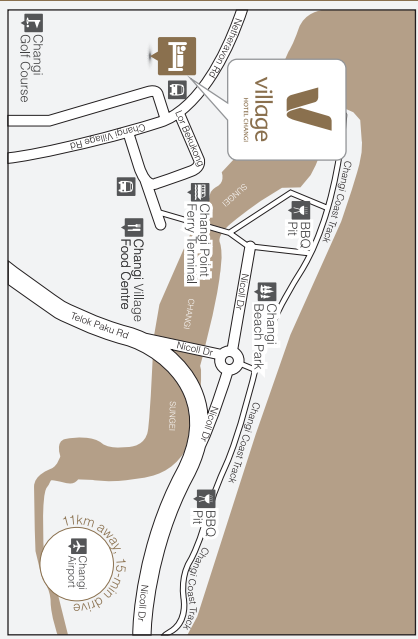 Changi
Golf Course
Netheravon Rd
village
HOTEL CHANGI
Lor Bekukong
Changi Village Rd
Changi Coast Track
SUNGEI
BBQ
Pit
Changi Point
Ferry Terminal
Changi Village
Food Centre
Nicoll Dr
Changi
Beach Park
CHANGI
Telok Paku Rd
Nicoll Dr
Nicoll Dr
Changi Coast Track
SUNGEI
BBQ
Pit
11km away, 15-min drive
Changi
Airport
Changi Coast Track
Nicoll Dr